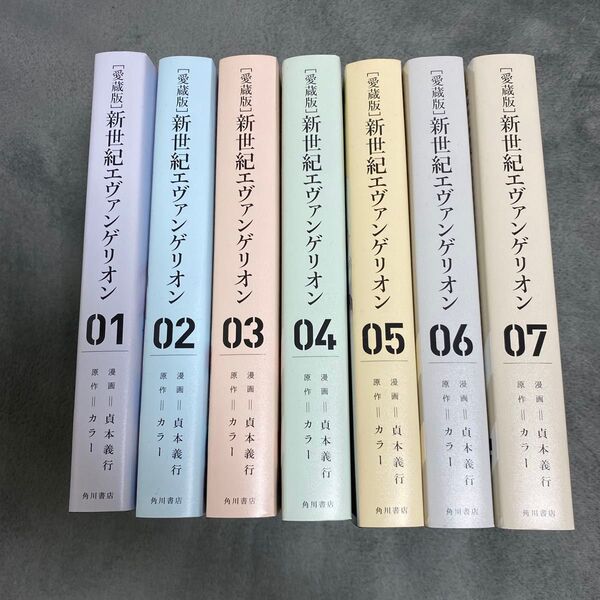 [愛蔵版]新世紀エヴァンゲリオン
01
漫画=貞本義行
原作=カラー
角川書店
[愛蔵版]新世紀エヴァンゲリオン
02
漫画=貞本義行
原作=カラー
角川書店
[愛蔵版]新世紀エヴァンゲリオン
03
漫画=貞本義行
原作=カラー
角川書店
[愛蔵版]新世紀エヴァンゲリオン
04
漫画=貞本義行
原作=カラー
角川書店
[愛蔵版]新世紀エヴァンゲリオン
05
漫画=貞本義行
原作=カラー
角川書店
[愛蔵版]新世紀エヴァンゲリオン
06
漫画=貞本義行
原作=カラー
角川書店
[愛蔵版]新世紀エヴァンゲリオン
07
漫画=貞本義行
原作=カラー
角川書店